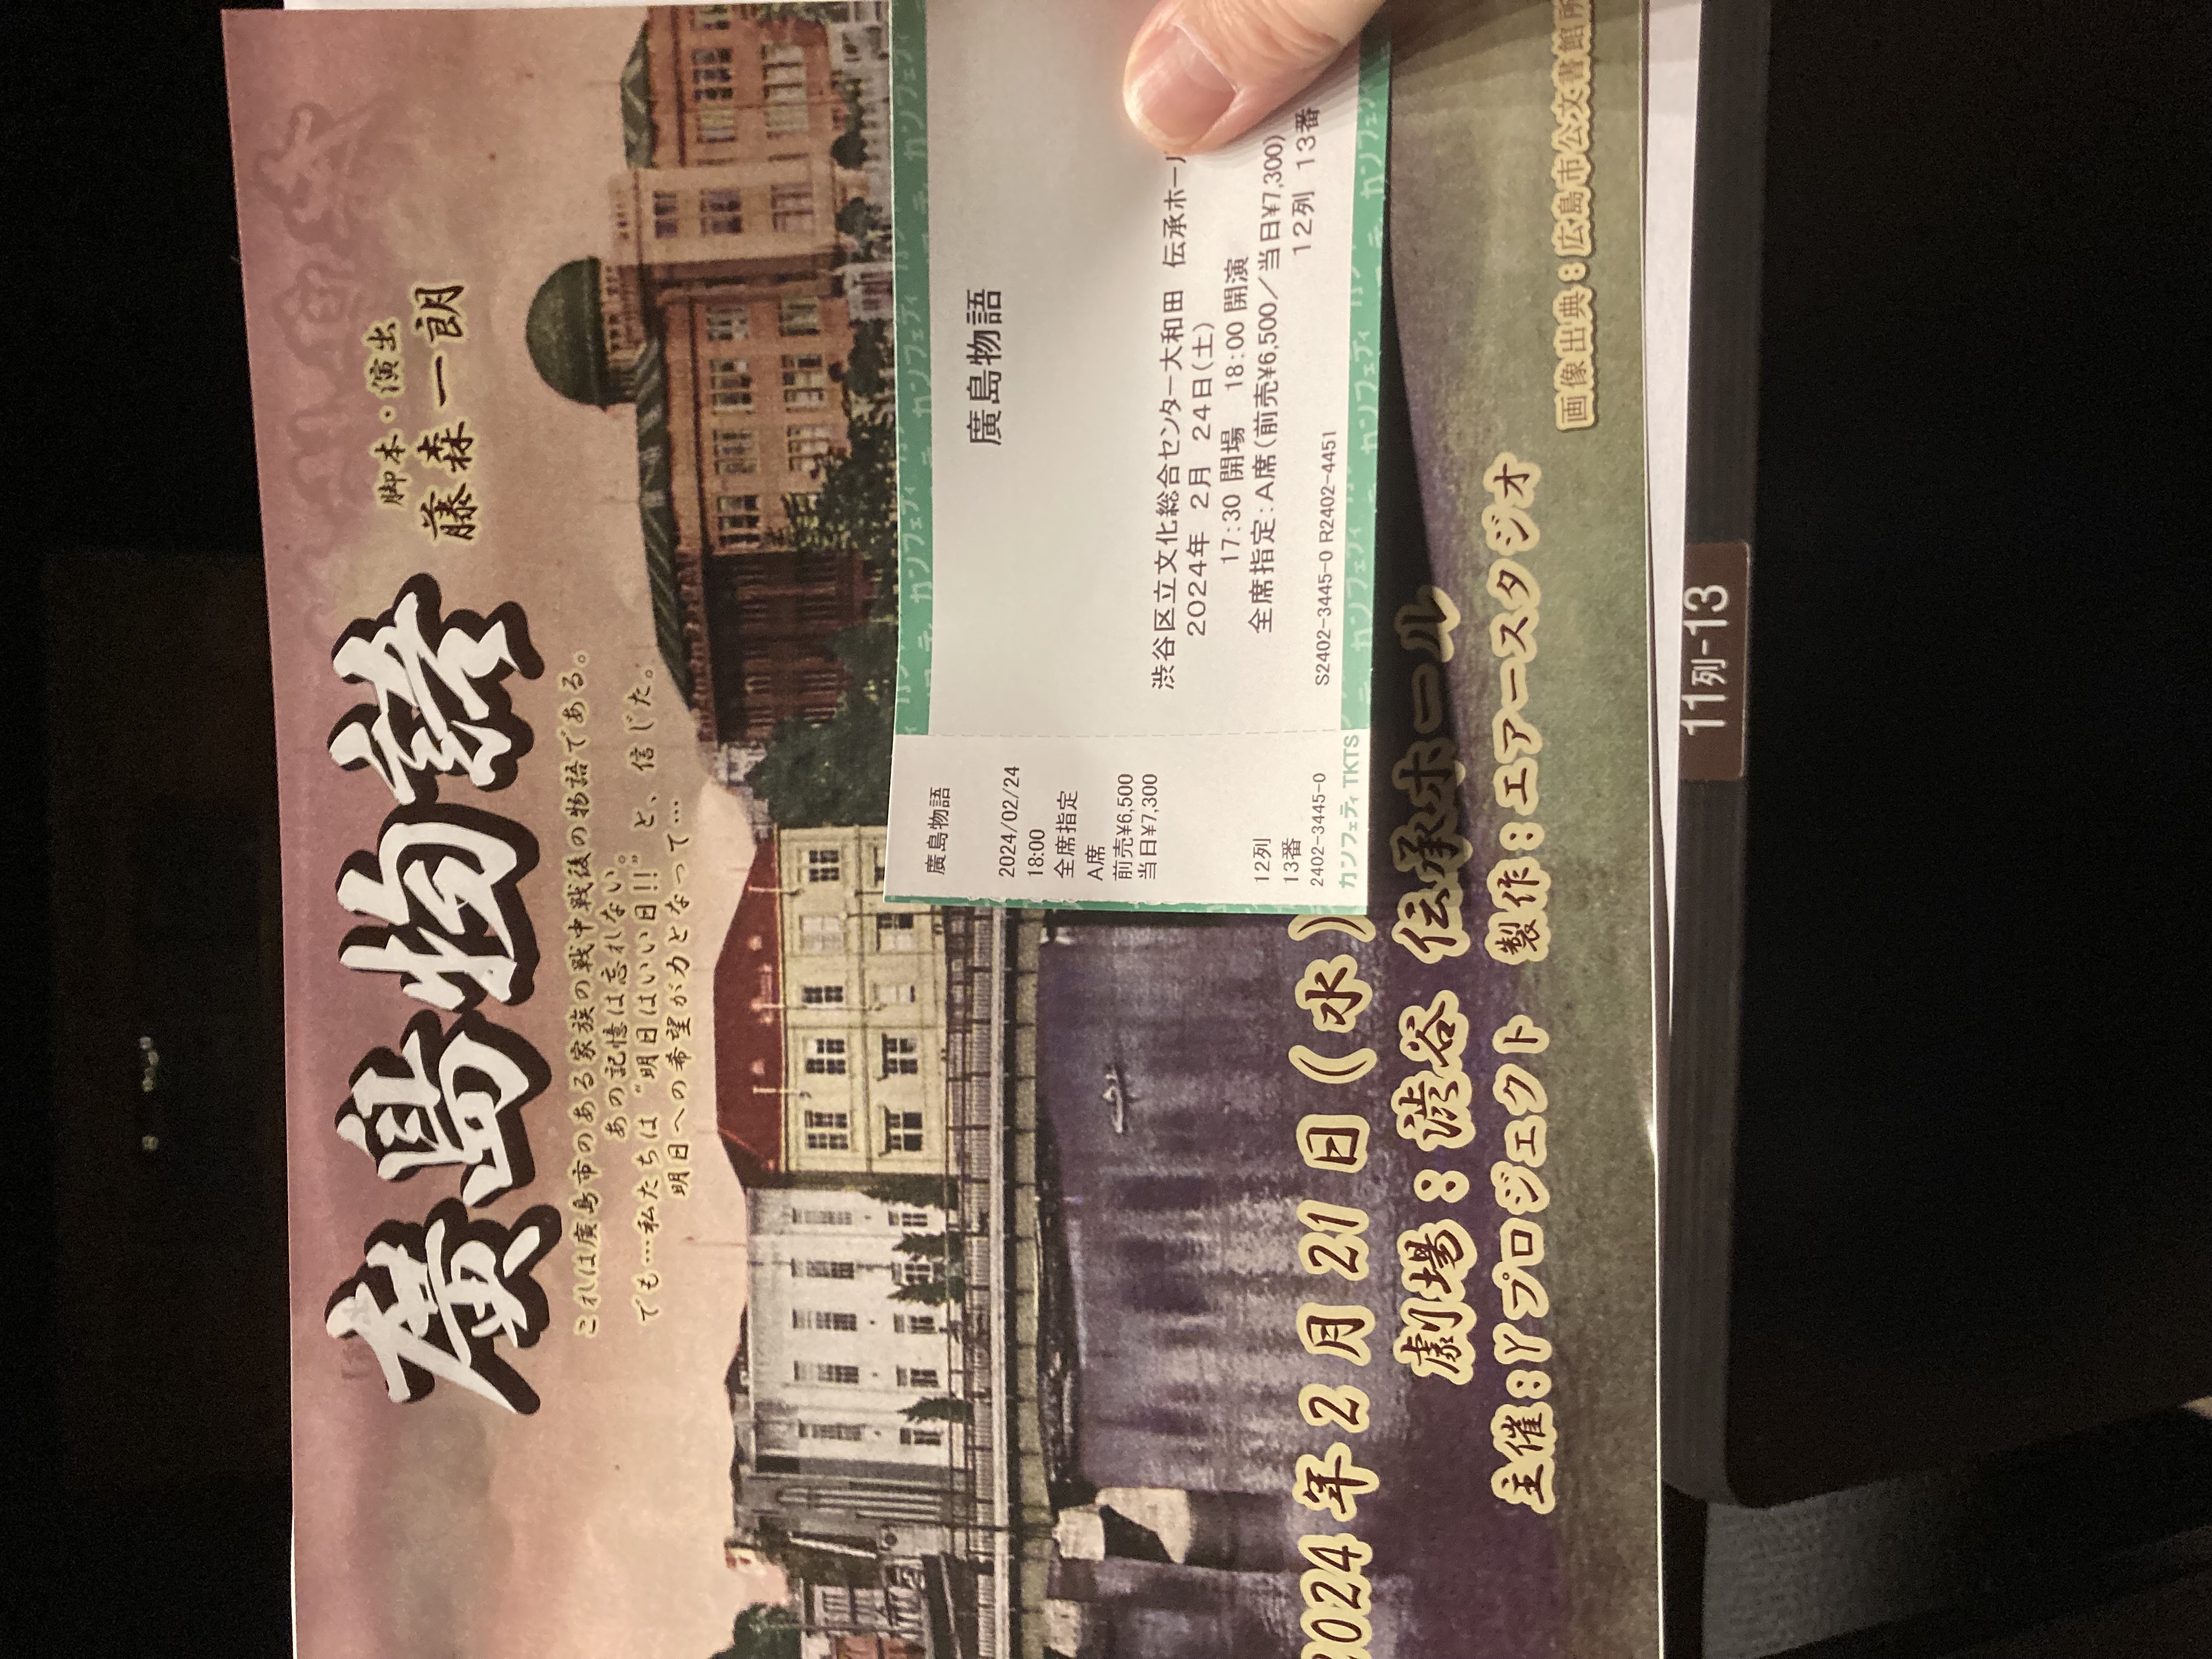 脚本・演出
藤森一朗
廣島物語
これは廣島市のある家族の戦中戦後の物語である。
あの記憶は忘れない。
でも…私たちは“明日はいい日!!”と、信じた。
明日への希望が力となって…
2024年2月21日(水)
劇場:渋谷 伝承ホール
主催:Yプロジェクト 製作:エアースタジオ
画像出典:広島市公文書館所
廣島物語
渋谷区立文化総合センター大和田 伝承ホール
2024年 2月 24日(土)
17:30 開場 18:00 開演
全席指定:A席(前売¥6,500/当日¥7,300)
12列 13番
S2402-3445-0 R2402-4451
廣島物語
2024/02/24
18:00
全席指定
A席
前売¥6,500
当日¥7,300
12列
13番
2402-3445-0
カンフェティTKTS
11列-13